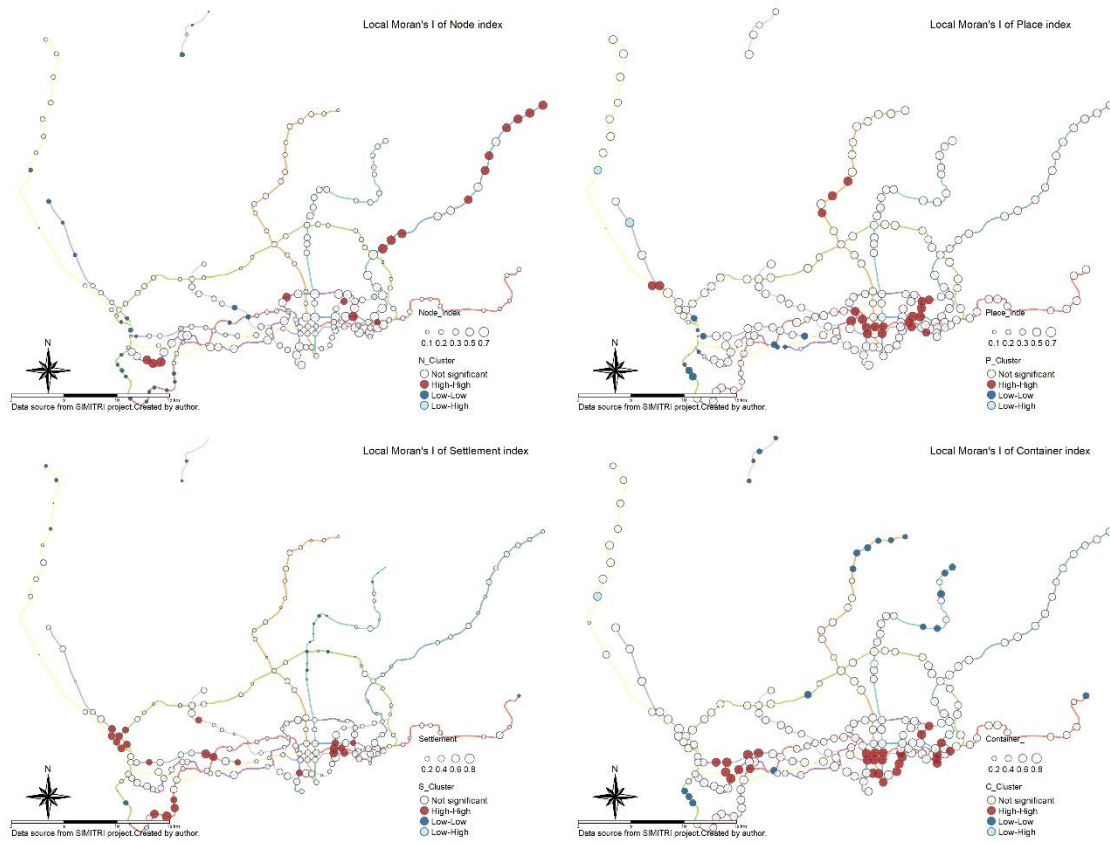 Local Moran's I of Node index
Node_Index
0.1 0.2 0.3 0.5 0.7
N_Cluster
Not significant
High-High
Low-Low
Low-High
N
Data source from SIMITRI project.Created by author.
Local Moran's I of Place index
Place_Inde
0.1 0.2 0.3 0.5 0.7
P_Cluster
Not significant
High-High
Low-Low
Low-High
N
Data source from SIMITRI project.Created by author.
Local Moran's I of Settlement index
Settlement
0.2 0.4 0.6 0.8
S_Cluster
Not significant
High-High
Low-Low
Low-High
N
Data source from SIMITRI project.Created by author.
Local Moran's I of Container index
Container_
0.2 0.4 0.6 0.8
C_Cluster
Not significant
High-High
Low-Low
Low-High
N
Data source from SIMITRI project.Created by author.